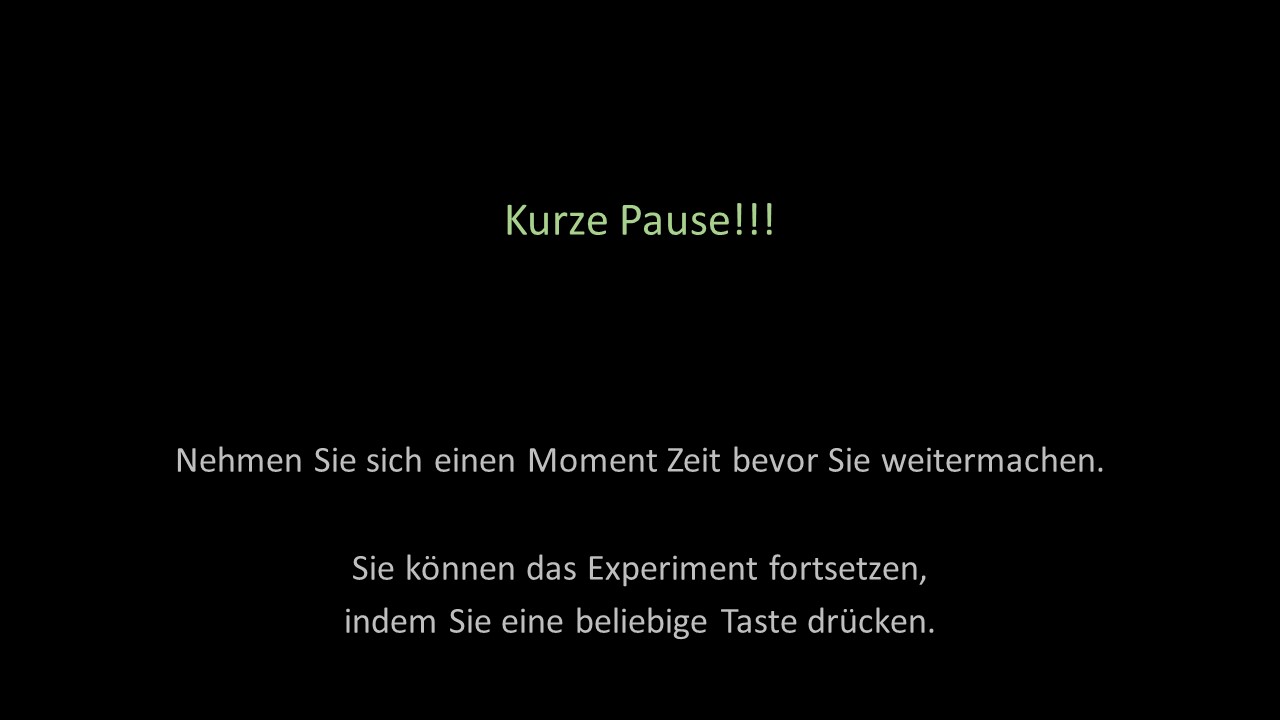 Kurze Pause!!!
Nehmen Sie sich einen Moment Zeit bevor Sie weitermachen.
Sie können das Experiment fortsetzen,
indem Sie eine beliebige Taste drücken.